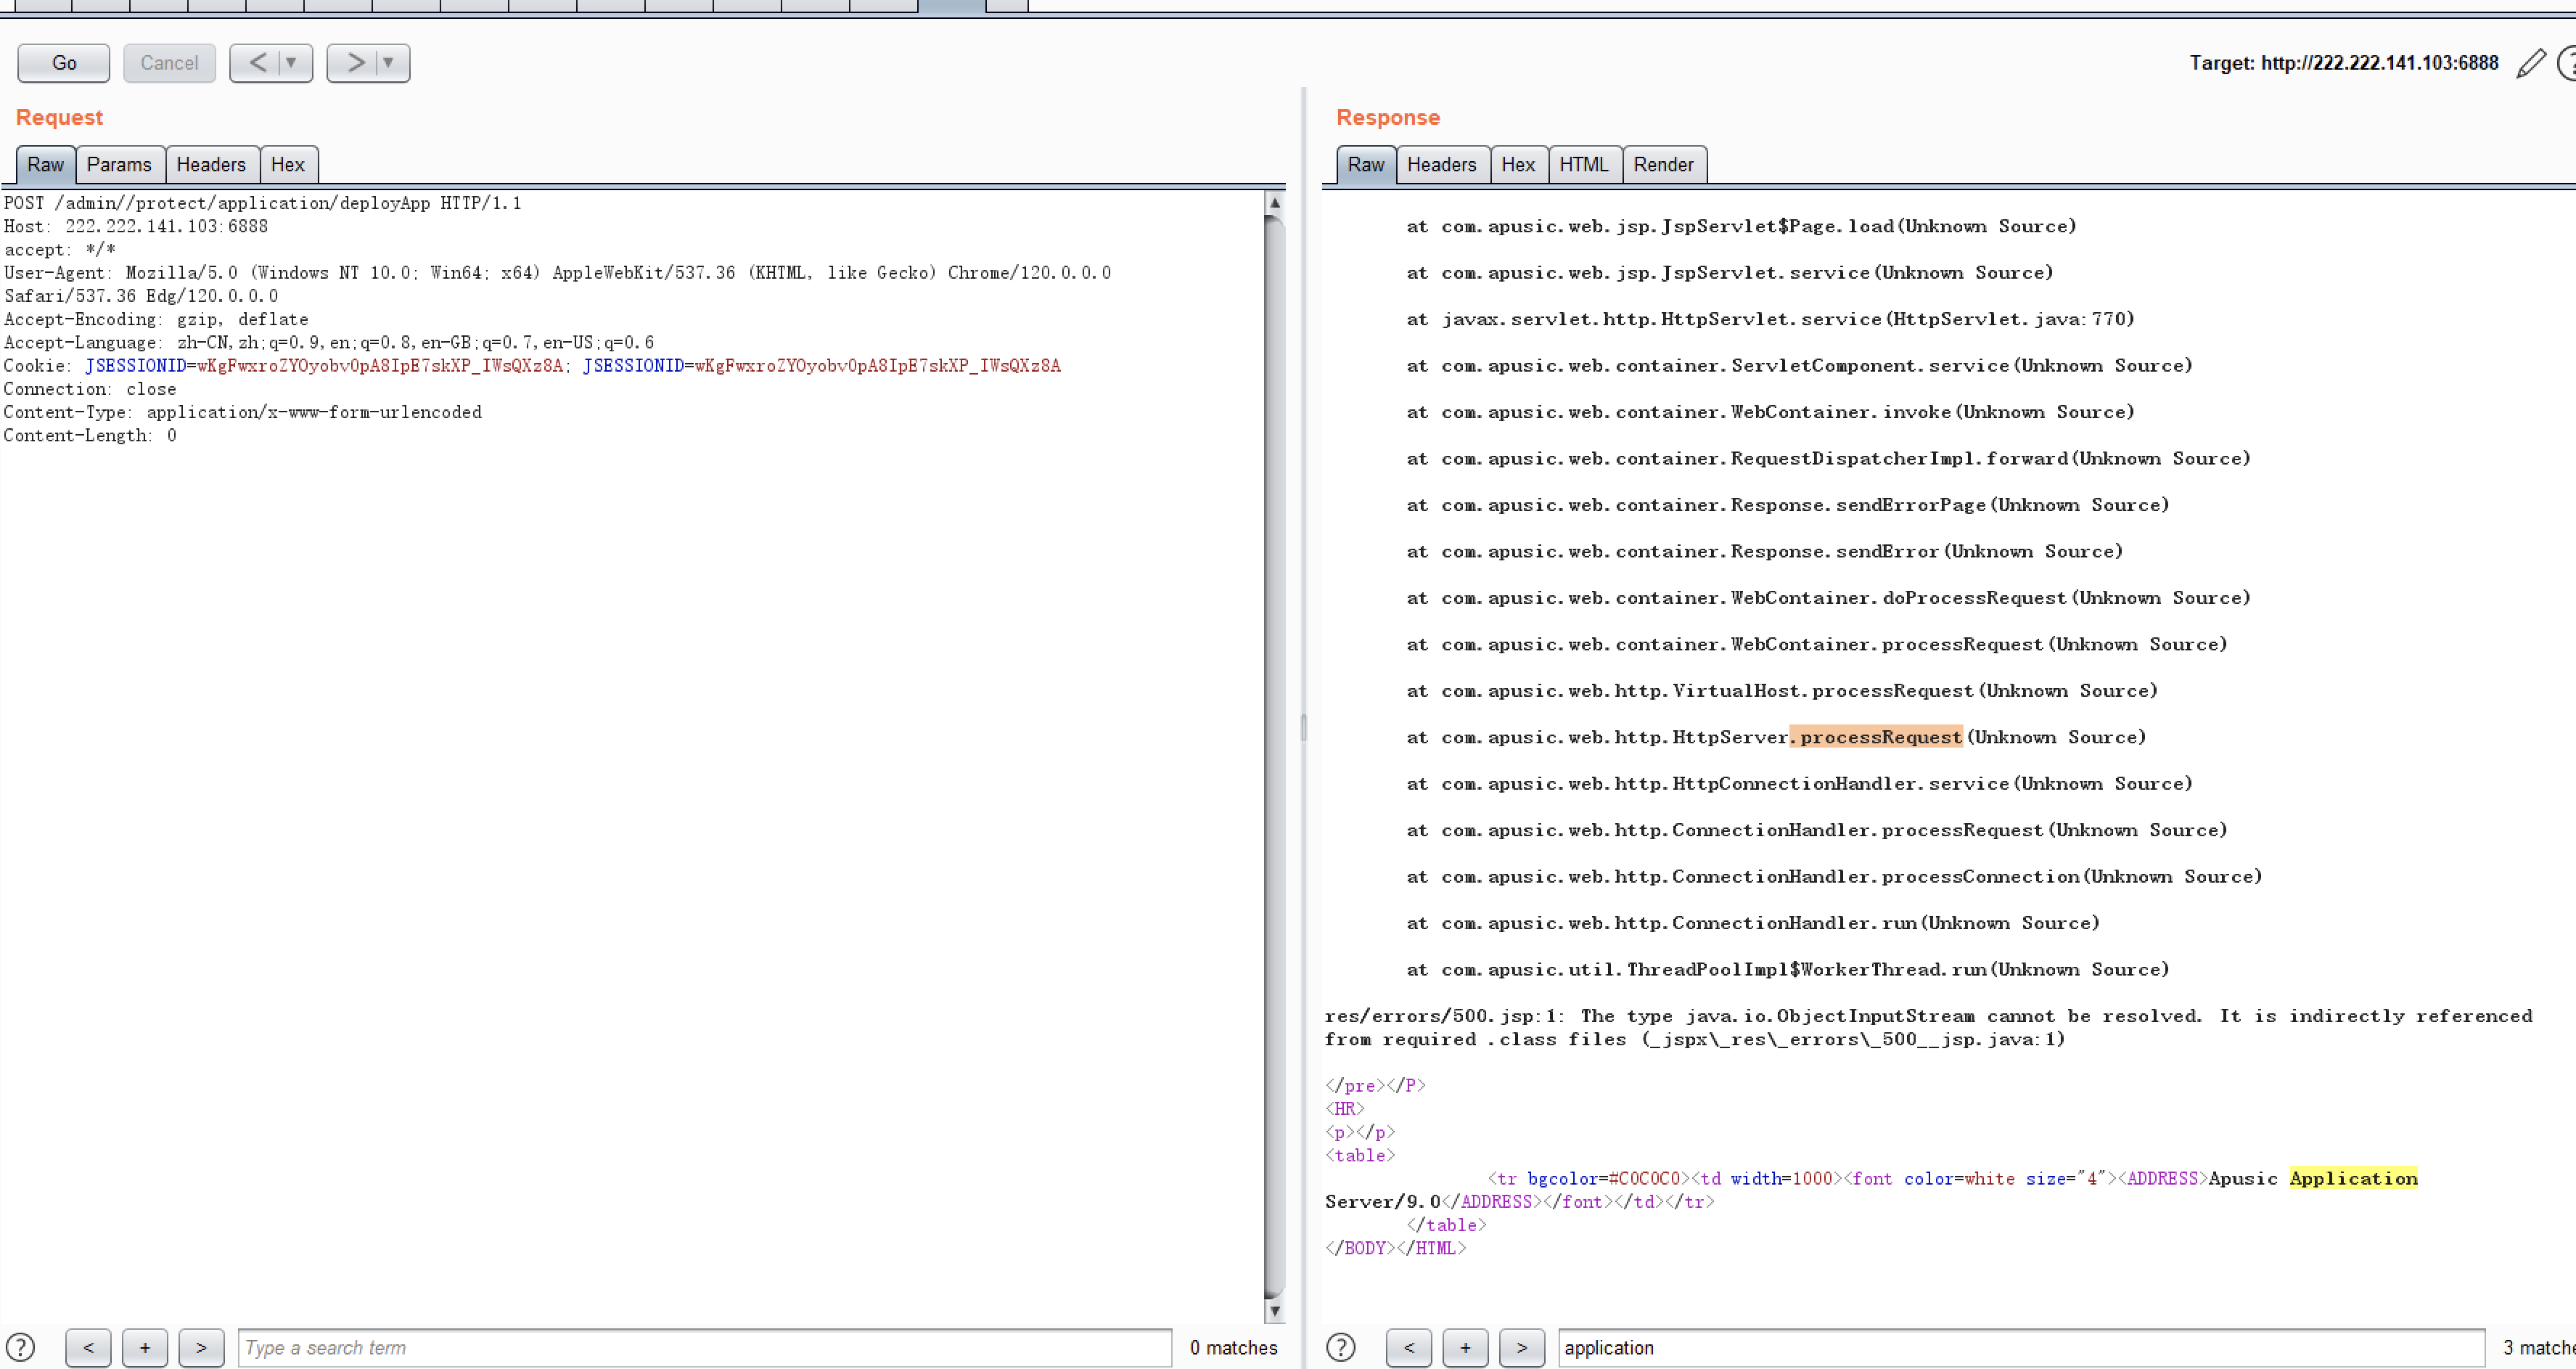 Go Cancel < ▼ > ▼ Target: http://222.222.141.103:6888
Request
Raw Params Headers Hex
POST /admin//protect/application/deployApp HTTP/1.1
Host: 222.222.141.103:6888
accept: */*
User-Agent: Mozilla/5.0 (Windows NT 10.0; Win64; x64) AppleWebKit/537.36 (KHTML, like Gecko) Chrome/120.0.0.0
Safari/537.36 Edg/120.0.0.0
Accept-Encoding: gzip, deflate
Accept-Language: zh-CN,zh;q=0.9,en;q=0.8,en-GB;q=0.7,en-US;q=0.6
Cookie: JSESSIONID=wKgFwxroZYOyobvOpA8IpE7skXP_IWsQXz8A; JSESSIONID=wKgFwxroZYOyobvOpA8IpE7skXP_IWsQXz8A
Connection: close
Content-Type: application/x-www-form-urlencoded
Content-Length: 0
? < + > Type a search term 0 matches
Response
Raw Headers Hex HTML Render
at com.apusic.web.jsp.JspServlet$Page.load(Unknown Source)
at com.apusic.web.jsp.JspServlet.service(Unknown Source)
at javax.servlet.http.HttpServlet.service(HttpServlet.java:770)
at com.apusic.web.container.ServletComponent.service(Unknown Source)
at com.apusic.web.container.WebContainer.invoke(Unknown Source)
at com.apusic.web.container.RequestDispatcherImpl.forward(Unknown Source)
at com.apusic.web.container.Response.sendErrorPage(Unknown Source)
at com.apusic.web.container.Response.sendError(Unknown Source)
at com.apusic.web.container.WebContainer.doProcessRequest(Unknown Source)
at com.apusic.web.container.WebContainer.processRequest(Unknown Source)
at com.apusic.web.http.VirtualHost.processRequest(Unknown Source)
at com.apusic.web.http.HttpServer.processRequest(Unknown Source)
at com.apusic.web.http.HttpConnectionHandler.service(Unknown Source)
at com.apusic.web.http.ConnectionHandler.processRequest(Unknown Source)
at com.apusic.web.http.ConnectionHandler.processConnection(Unknown Source)
at com.apusic.web.http.ConnectionHandler.run(Unknown Source)
at com.apusic.util.ThreadPoolImpl$WorkerThread.run(Unknown Source)
res/errors/500.jsp:1: The type java.io.ObjectInputStream cannot be resolved. It is indirectly referenced
from required .class files (_jspx\_res\_errors\_500__jsp.java:1)
</pre></P>
<HR>
<p></p>
<table>
<tr bgcolor=#C0C0C0><td width=1000><font color=white size="4"><ADDRESS>Apusic Application
Server/9.0</ADDRESS></font></td></tr>
</table>
</BODY></HTML>
? < + > application 3